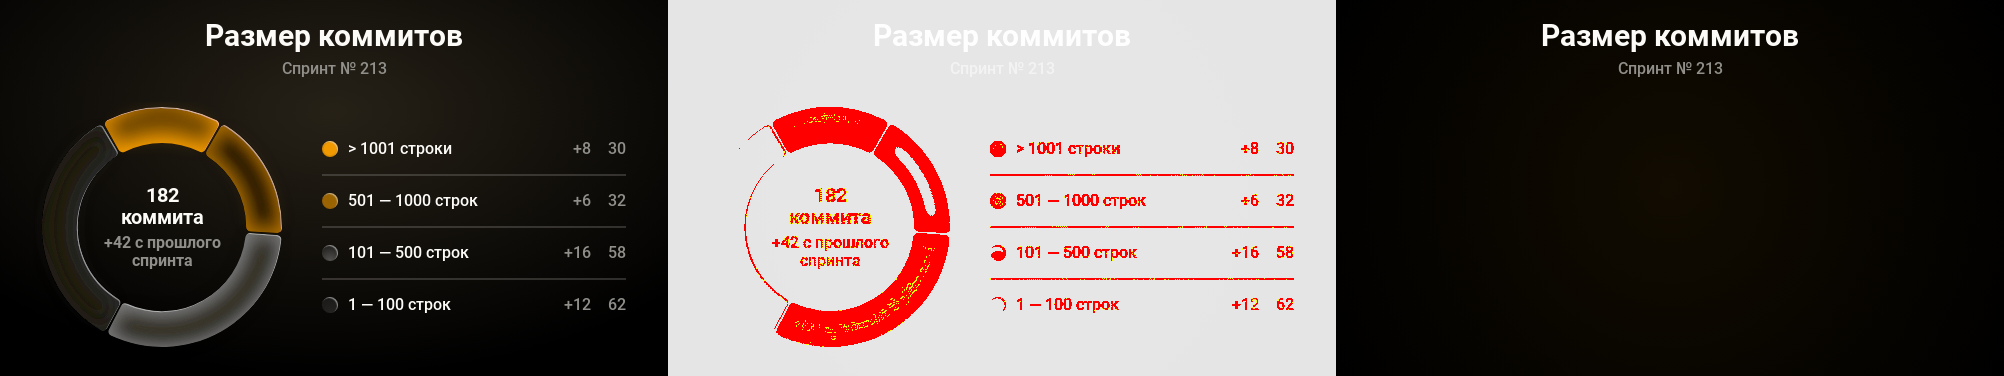 Размер коммитов
Спринт № 213
182
коммита
+42 с прошлого
спринта
> 1001 строки +8 30
501 — 1000 строк +6 32
101 — 500 строк +16 58
1 — 100 строк +12 62
Размер коммитов
Спринт № 213
182
коммита
+42 с прошлого
спринта
> 1001 строки +8 30
501 — 1000 строк +6 32
101 — 500 строк +16 58
1 — 100 строк +12 62
Размер коммитов
Спринт № 213